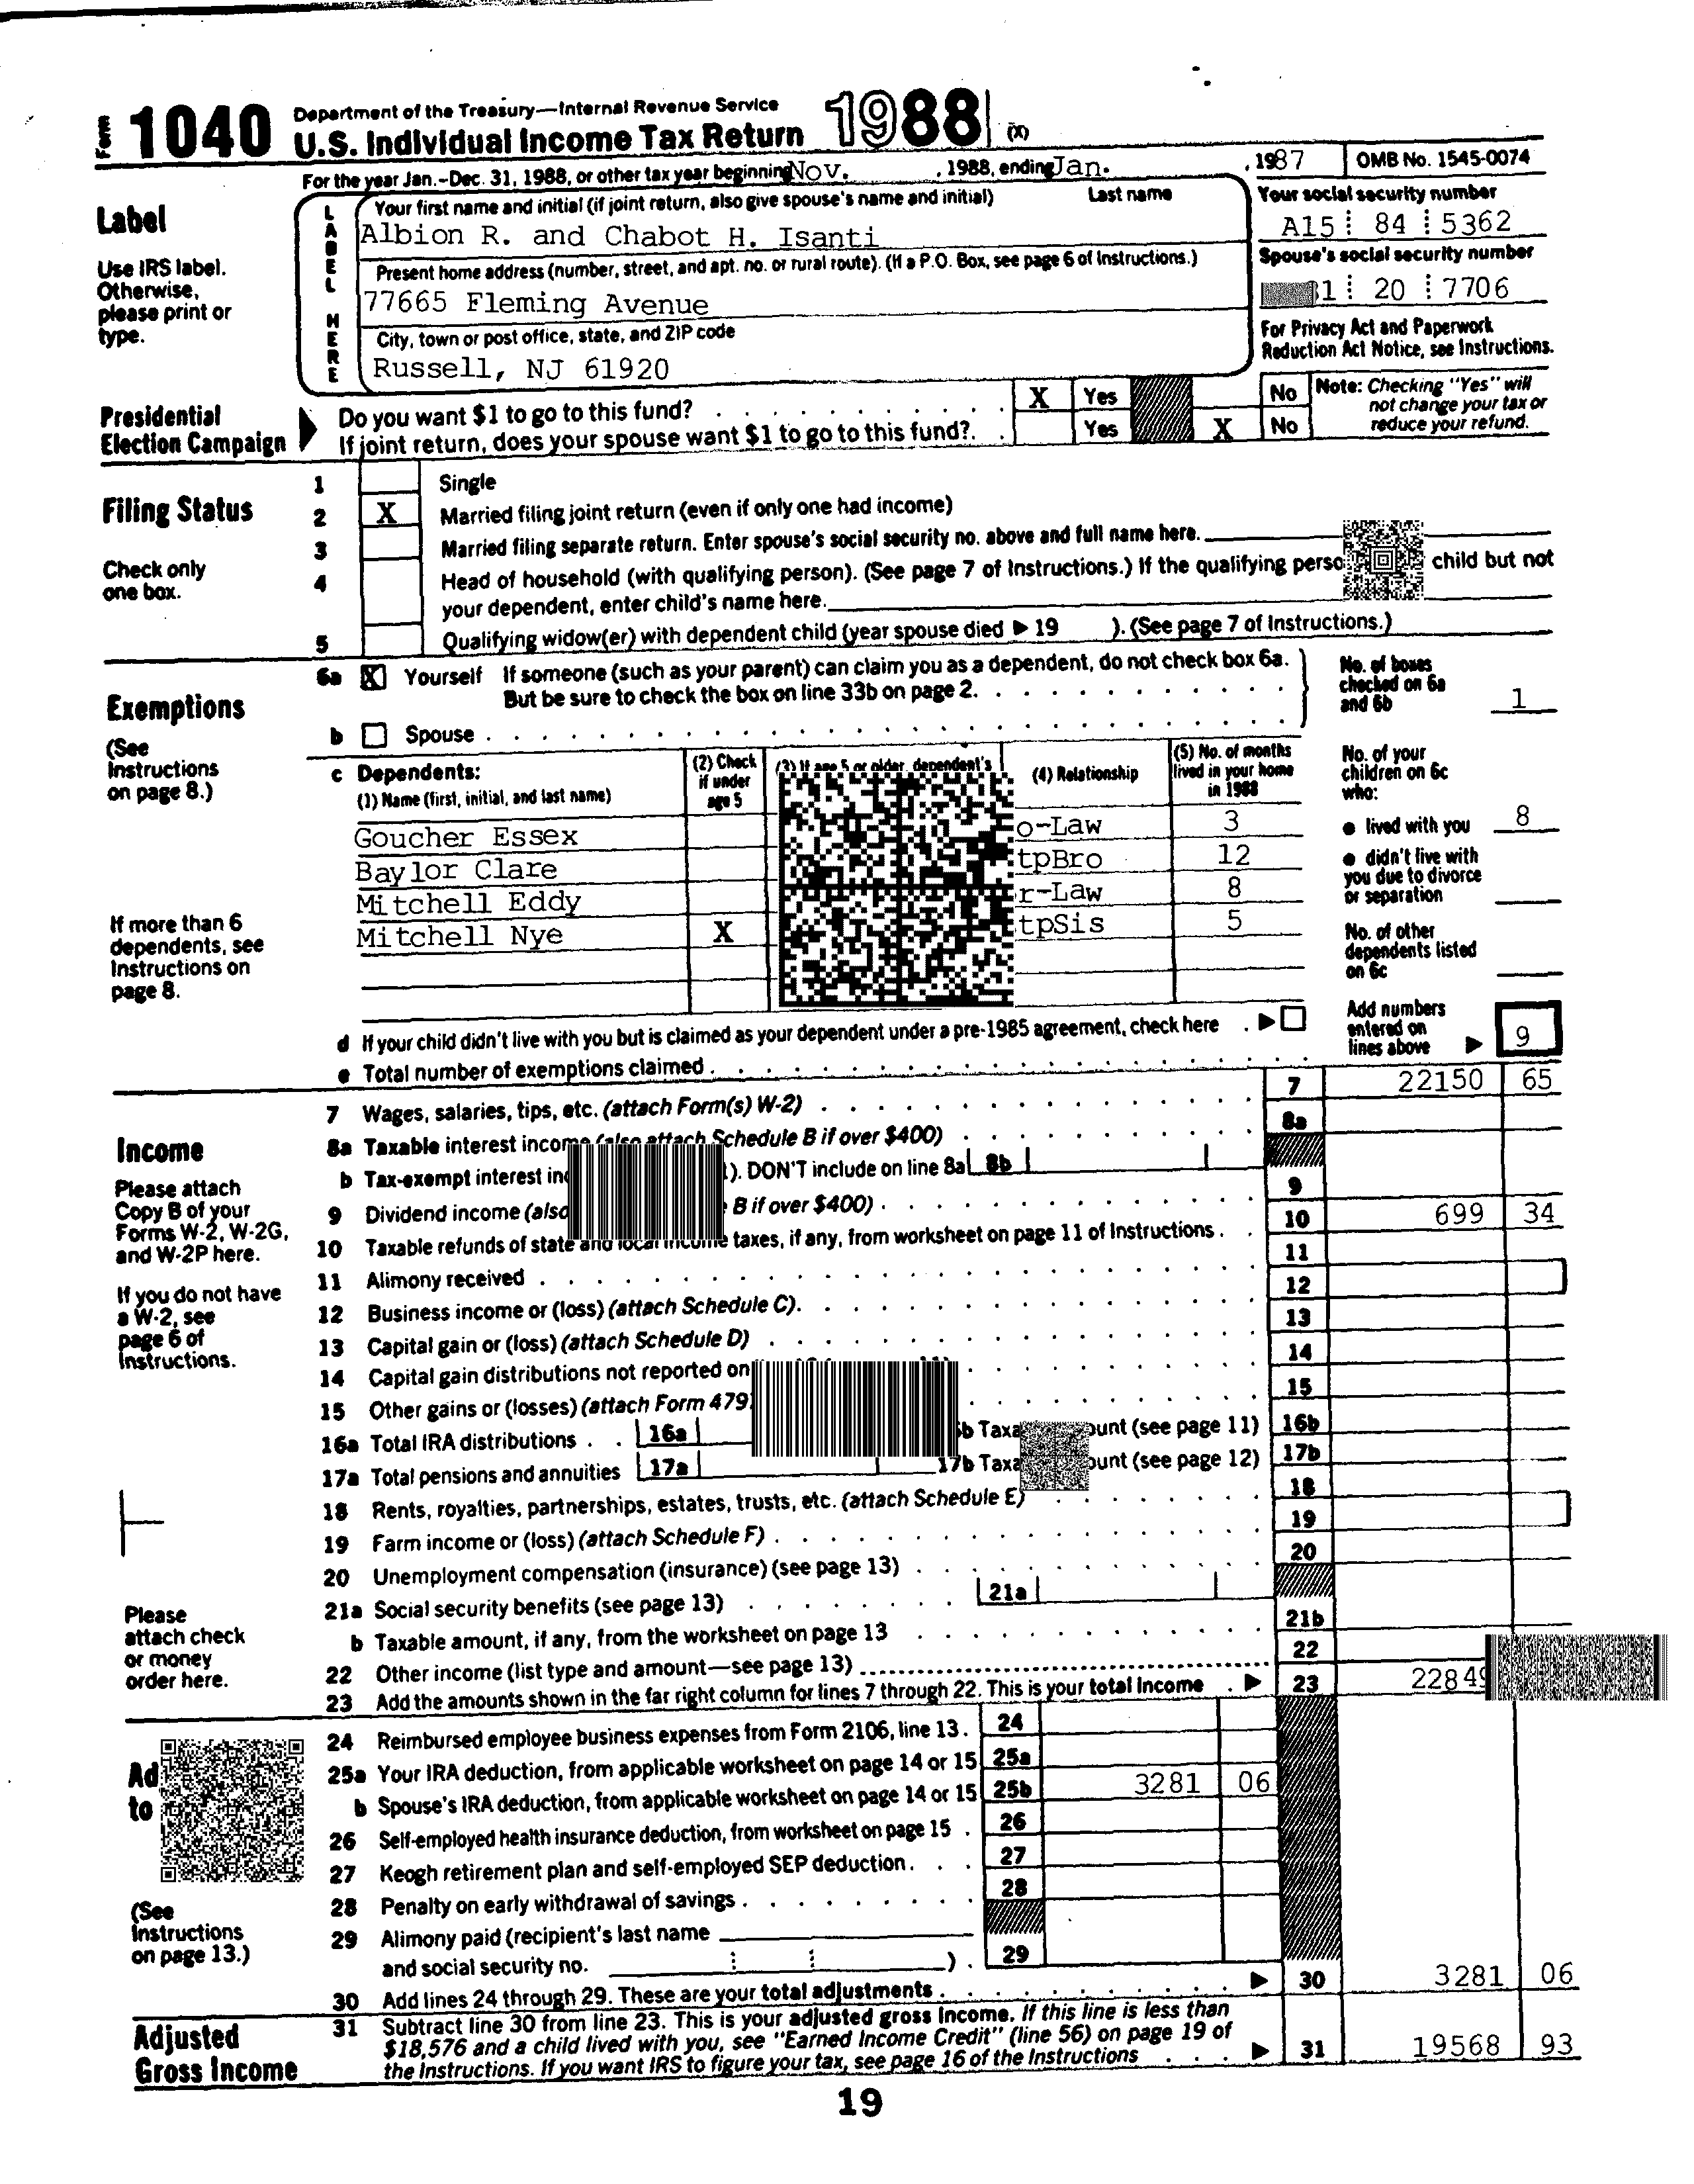 Form 1040 Department of the Treasury—Internal Revenue Service
U.S. Individual Income Tax Return 1988 (X)
For the year Jan.-Dec. 31, 1988, or other tax year beginning Nov. , 1988, ending Jan. , 1987 OMB No. 1545-0074
Label
Use IRS label.
Otherwise,
please print or
type.
LABEL HERE
Your first name and initial (if joint return, also give spouse's name and initial) Last name
Albion R. and Chabot H. Isanti
Present home address (number, street, and apt. no. or rural route). (If a P.O. Box, see page 6 of Instructions.)
77665 Fleming Avenue
City, town or post office, state, and ZIP code
Russell, NJ 61920
Your social security number
A15 84 5362
Spouse's social security number
1 20 7706
For Privacy Act and Paperwork
Reduction Act Notice, see Instructions.
Presidential
Election Campaign
Do you want $1 to go to this fund? X Yes No
If joint return, does your spouse want $1 to go to this fund?. Yes X No
Note: Checking "Yes" will
not change your tax or
reduce your refund.
Filing Status
Check only
one box.
1 Single
2 X Married filing joint return (even if only one had income)
3 Married filing separate return. Enter spouse's social security no. above and full name here.
4 Head of household (with qualifying person). (See page 7 of Instructions.) If the qualifying child but not
your dependent, enter child's name here.
5 Qualifying widow(er) with dependent child (year spouse died ▶ 19 ). (See page 7 of Instructions.)
Exemptions
(See
Instructions
on page 8.)
6a X Yourself If someone (such as your parent) can claim you as a dependent, do not check box 6a.
But be sure to check the box on line 33b on page 2.
b Spouse
No. of boxes
checked on 6a
and 6b 1
c Dependents:
(1) Name (first, initial, and last name)
(2) Check
if under
age 5
(3) If age 5 or older, dependent's
(4) Relationship
(5) No. of months
lived in your home
in 1988
Goucher Essex o-Law 3
Baylor Clare tpBro 12
Mitchell Eddy r-Law 8
Mitchell Nye X tpSis 5
If more than 6
dependents, see
Instructions on
page 8.
No. of your
children on 6c
who:
● lived with you 8
● didn't live with
you due to divorce
or separation
No. of other
dependents listed
on 6c
Add numbers
entered on
lines above ▶ 9
d If your child didn't live with you but is claimed as your dependent under a pre-1985 agreement, check here . ▶
e Total number of exemptions claimed
Income
Please attach
Copy B of your
Forms W-2, W-2G,
and W-2P here.
If you do not have
a W-2, see
page 6 of
Instructions.
Please
attach check
or money
order here.
7 Wages, salaries, tips, etc. (attach Form(s) W-2) 7 22150 65
8a Taxable interest income (also attach Schedule B if over $400) 8a
b Tax-exempt interest ). DON'T include on line 8a 8b
9 Dividend income (also B if over $400) 9
10 Taxable refunds of state and local income taxes, if any, from worksheet on page 11 of Instructions . 10 699 34
11 Alimony received 11
12 Business income or (loss) (attach Schedule C). 12
13 Capital gain or (loss) (attach Schedule D) 13
14 Capital gain distributions not reported on 14
15 Other gains or (losses) (attach Form 479 15
16a Total IRA distributions . . 16a b Taxa ount (see page 11) 16b
17a Total pensions and annuities 17a 17b Taxa ount (see page 12) 17b
18 Rents, royalties, partnerships, estates, trusts, etc. (attach Schedule E) 18
19 Farm income or (loss) (attach Schedule F) 19
20 Unemployment compensation (insurance) (see page 13) 20
21a Social security benefits (see page 13) 21a
b Taxable amount, if any, from the worksheet on page 13 21b
22 Other income (list type and amount—see page 13) 22
23 Add the amounts shown in the far right column for lines 7 through 22. This is your total income . ▶ 23 22849
Ad
to
(See
Instructions
on page 13.)
24 Reimbursed employee business expenses from Form 2106, line 13 . 24
25a Your IRA deduction, from applicable worksheet on page 14 or 15 25a
b Spouse's IRA deduction, from applicable worksheet on page 14 or 15 25b 3281 06
26 Self-employed health insurance deduction, from worksheet on page 15 . 26
27 Keogh retirement plan and self-employed SEP deduction . 27
28 Penalty on early withdrawal of savings 28
29 Alimony paid (recipient's last name
and social security no. ) . 29
30 Add lines 24 through 29. These are your total adjustments ▶ 30 3281 06
Adjusted
Gross Income
31 Subtract line 30 from line 23. This is your adjusted gross income. If this line is less than
$18,576 and a child lived with you, see "Earned Income Credit" (line 56) on page 19 of
the Instructions. If you want IRS to figure your tax, see page 16 of the Instructions ▶ 31 19568 93
19